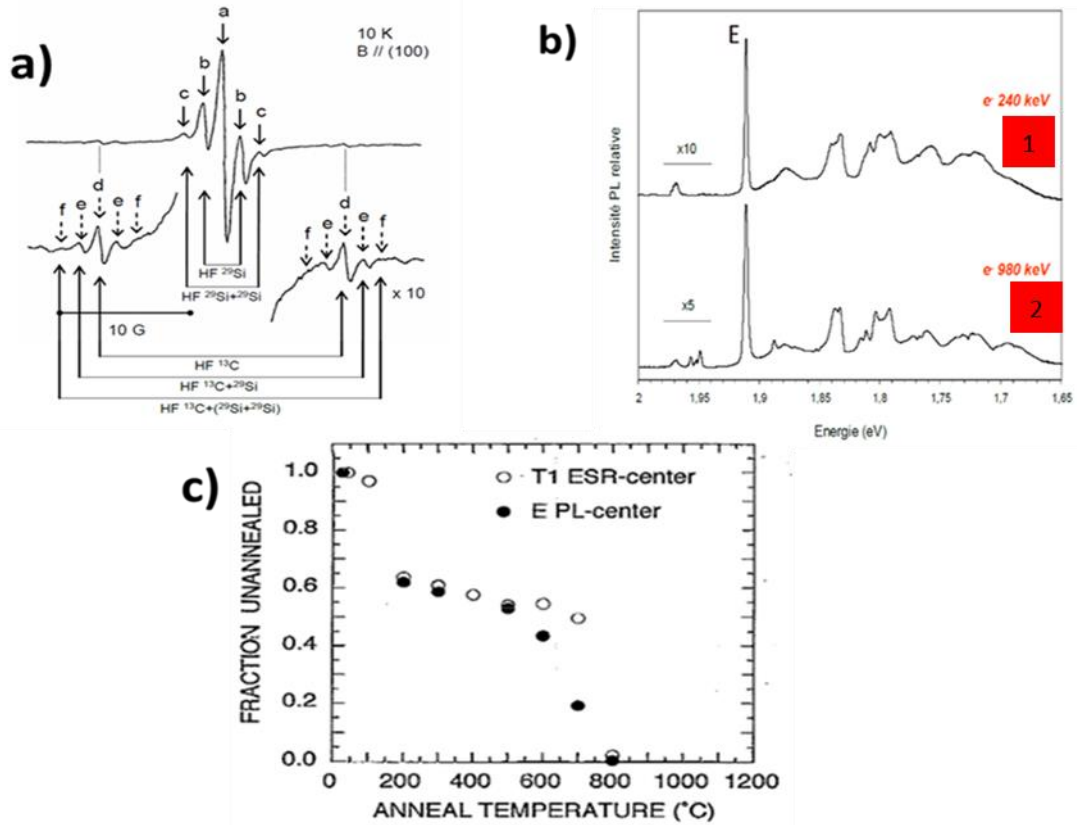 a)
10 K
B // (100)
a
b
b
c
c
d
d
f
e
e
f
f
e
e
f
HF ²⁹Si
HF ²⁹Si+²⁹Si
x 10
10 G
HF ¹³C
HF ¹³C+²⁹Si
HF ¹³C+(²⁹Si+²⁹Si)
b)
E
e- 240 keV
1
x10
e- 980 keV
2
x5
Intensité PL relative
2
1,95
1,9
1,85
1,8
1,75
1,7
1,65
Energie (eV)
c)
T1 ESR-center
E PL-center
FRACTION UNANNEALED
1.0
0.8
0.6
0.4
0.2
0.0
0
200
400
600
800
1000
1200
ANNEAL TEMPERATURE (°C)